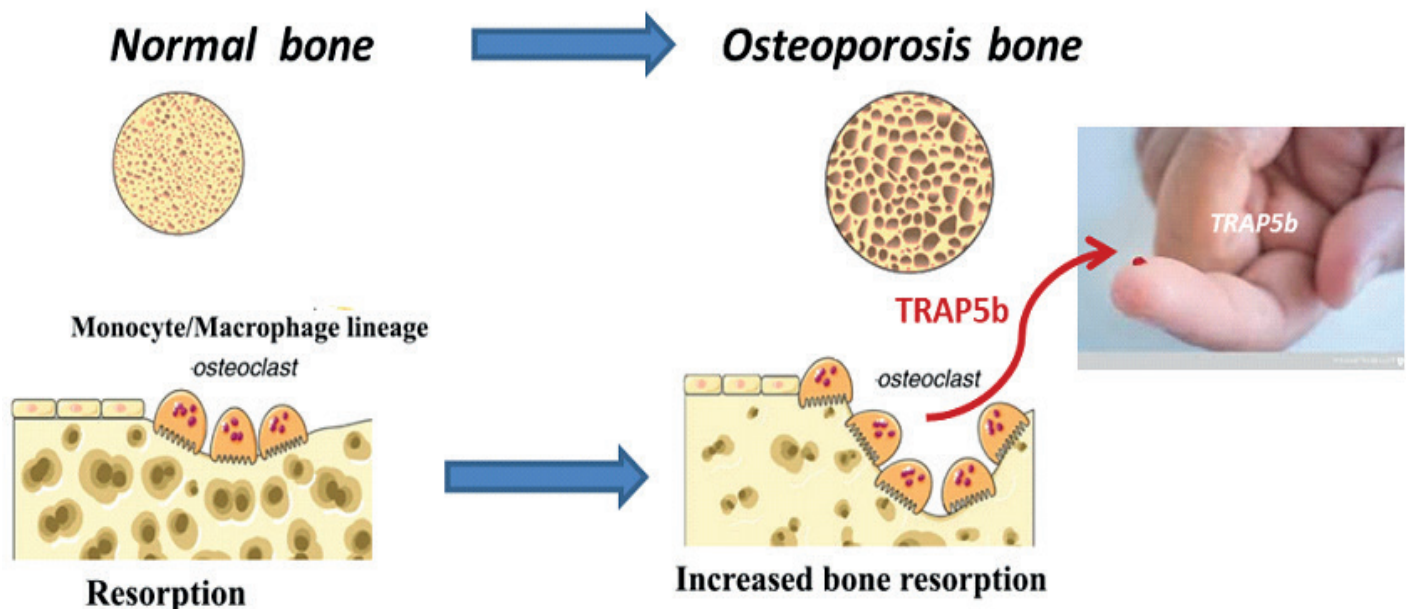 Normal bone
Osteoporosis bone
TRAP5b
TRAP5b
Monocyte/Macrophage lineage
·osteoclast
·osteoclast
Resorption
Increased bone resorption